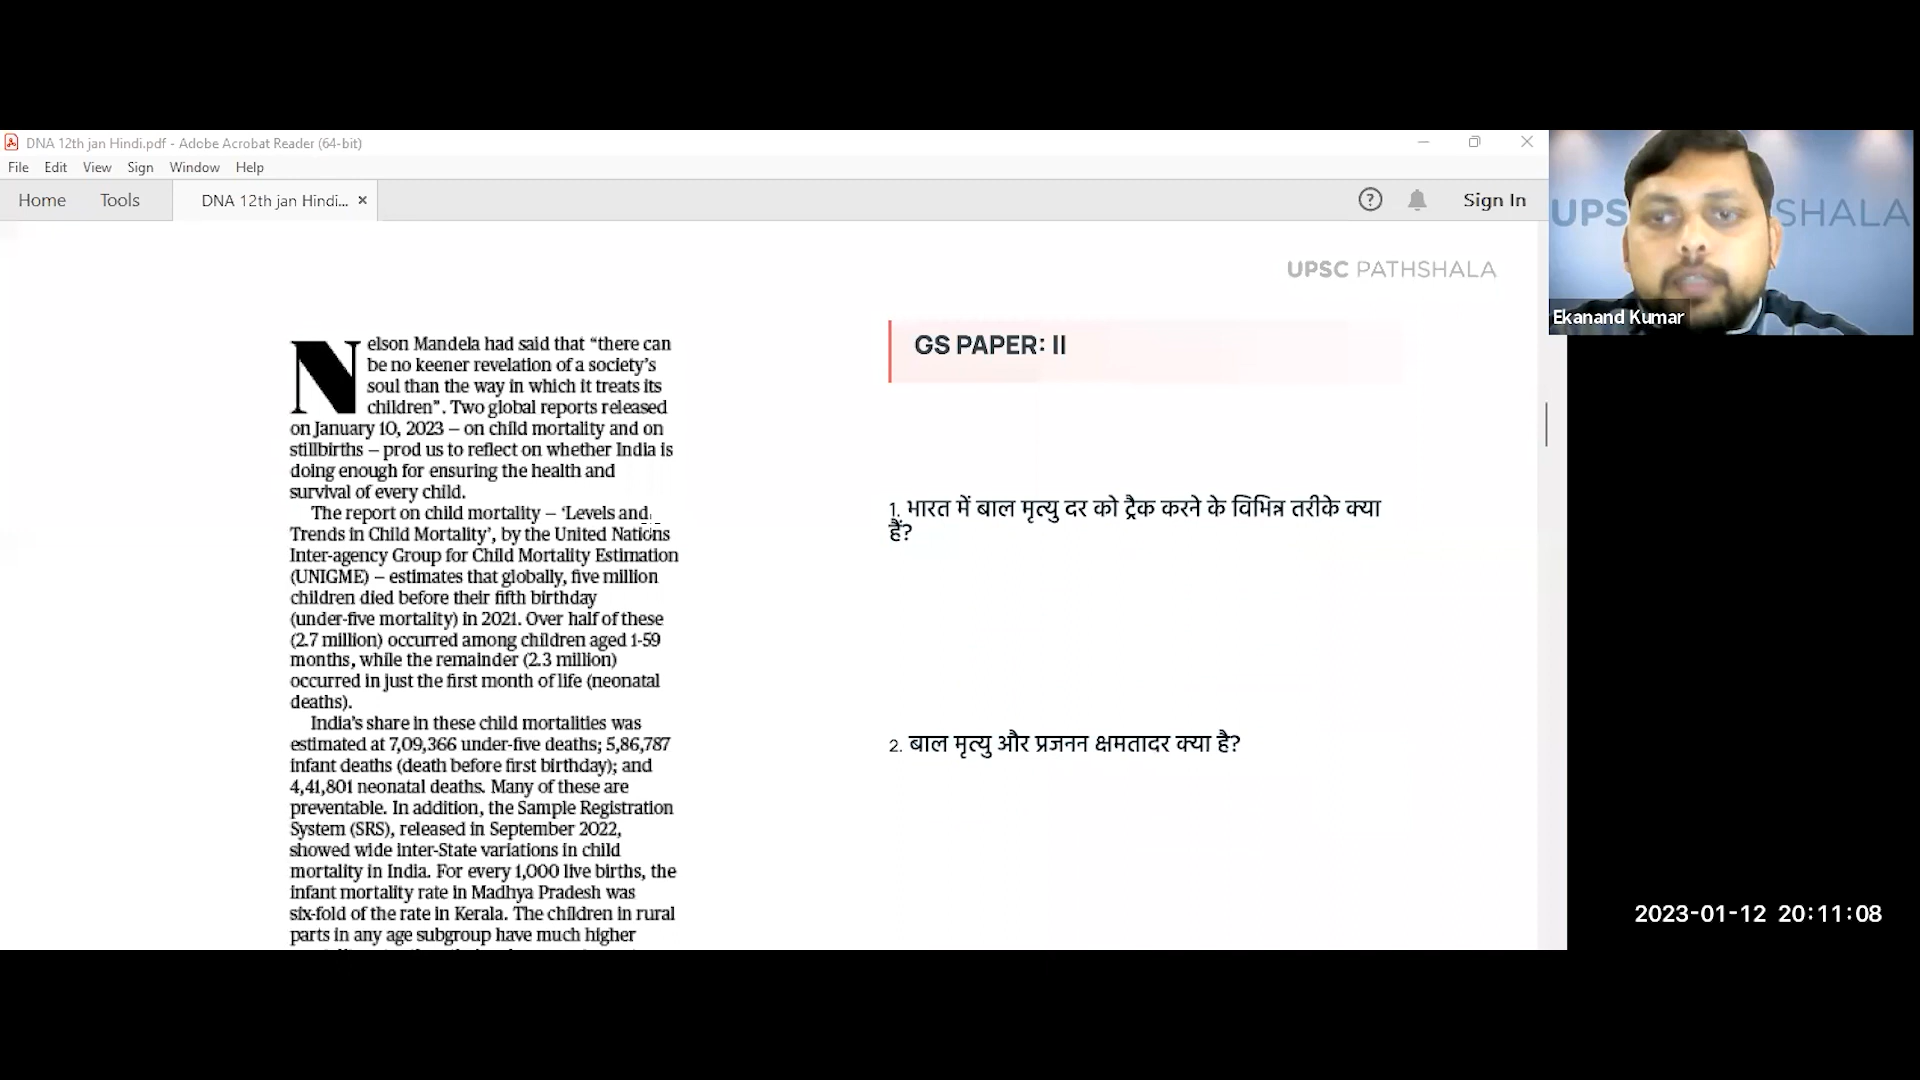 DNA 12th jan Hindi.pdf - Adobe Acrobat Reader (64-bit)
File Edit View Sign Window Help
Home Tools DNA 12th jan Hindi... × ? Sign In
UPSC PATHSHALA
Nelson Mandela had said that “there can
be no keener revelation of a society’s
soul than the way in which it treats its
children”. Two global reports released
on January 10, 2023 – on child mortality and on
stillbirths – prod us to reflect on whether India is
doing enough for ensuring the health and
survival of every child.
The report on child mortality – ‘Levels and
Trends in Child Mortality’, by the United Nations
Inter-agency Group for Child Mortality Estimation
(UNIGME) – estimates that globally, five million
children died before their fifth birthday
(under-five mortality) in 2021. Over half of these
(2.7 million) occurred among children aged 1-59
months, while the remainder (2.3 million)
occurred in just the first month of life (neonatal
deaths).
India’s share in these child mortalities was
estimated at 7,09,366 under-five deaths; 5,86,787
infant deaths (death before first birthday); and
4,41,801 neonatal deaths. Many of these are
preventable. In addition, the Sample Registration
System (SRS), released in September 2022,
showed wide inter-State variations in child
mortality in India. For every 1,000 live births, the
infant mortality rate in Madhya Pradesh was
six-fold of the rate in Kerala. The children in rural
parts in any age subgroup have much higher
GS PAPER: II
1. भारत में बाल मृत्यु दर को ट्रैक करने के विभिन्न तरीके क्या
हैं?
2. बाल मृत्यु और प्रजनन क्षमतादर क्या है?
UPS SHALA
Ekanand Kumar
2023-01-12 20:11:08